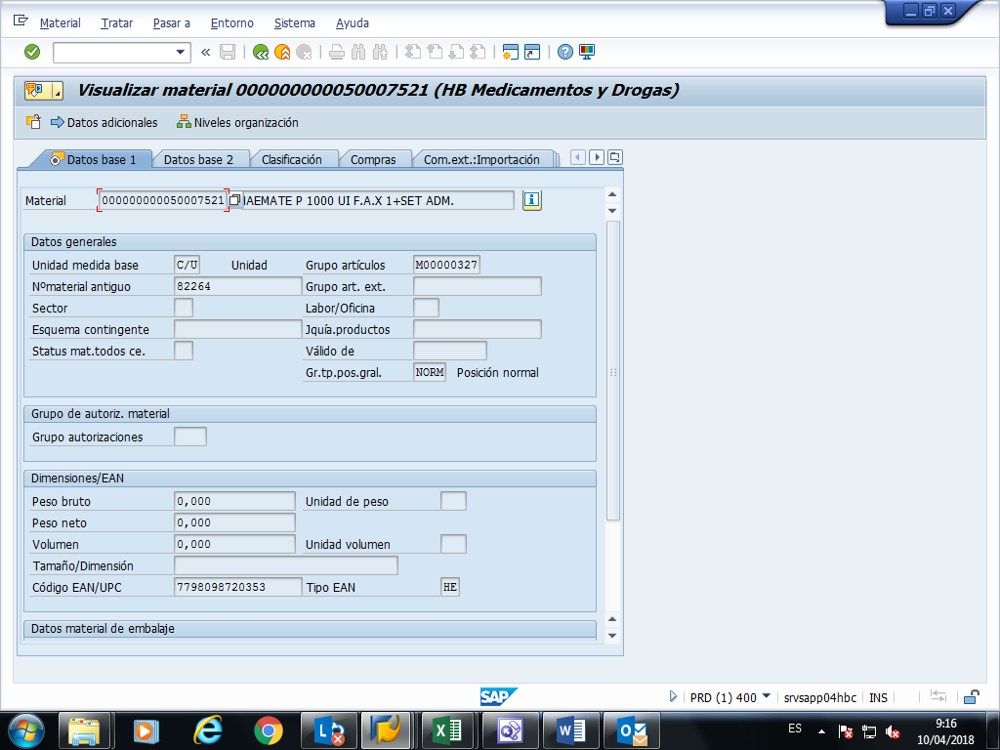 Material Tratar Pasar a Entorno Sistema Ayuda
Visualizar material 000000000050007521 (HB Medicamentos y Drogas)
Datos adicionales Niveles organización
Datos base 1 Datos base 2 Clasificación Compras Com.ext.:Importación
Material 000000000050007521 HAEMATE P 1000 UI F.A.X 1+SET ADM.
Datos generales
Unidad medida base C/U Unidad Grupo artículos M00000327
Nºmaterial antiguo 82264 Grupo art. ext.
Sector Labor/Oficina
Esquema contingente Jquía.productos
Status mat.todos ce. Válido de
Gr.tp.pos.gral. NORM Posición normal
Grupo de autoriz. material
Grupo autorizaciones
Dimensiones/EAN
Peso bruto 0,000 Unidad de peso
Peso neto 0,000
Volumen 0,000 Unidad volumen
Tamaño/Dimensión
Código EAN/UPC 7798098720353 Tipo EAN HE
Datos material de embalaje
SAP
PRD (1) 400 srvsapp04hbc INS
ES 9:16
10/04/2018